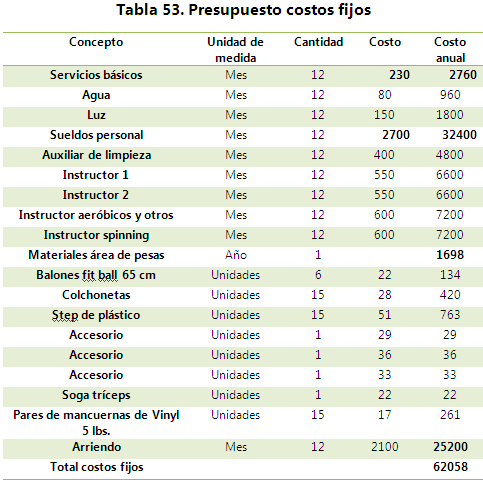 Tabla 53. Presupuesto costos fijos
Concepto Unidad de medida Cantidad Costo Costo anual
Servicios básicos Mes 12 230 2760
Agua Mes 12 80 960
Luz Mes 12 150 1800
Sueldos personal Mes 12 2700 32400
Auxiliar de limpieza Mes 12 400 4800
Instructor 1 Mes 12 550 6600
Instructor 2 Mes 12 550 6600
Instructor aeróbicos y otros Mes 12 600 7200
Instructor spinning Mes 12 600 7200
Materiales área de pesas Año 1 1698
Balones fit ball 65 cm Unidades 6 22 134
Colchonetas Unidades 15 28 420
Step de plástico Unidades 15 51 763
Accesorio Unidades 1 29 29
Accesorio Unidades 1 36 36
Accesorio Unidades 1 33 33
Soga tríceps Unidades 1 22 22
Pares de mancuernas de Vinyl 5 lbs. Unidades 15 17 261
Arriendo Mes 12 2100 25200
Total costos fijos 62058